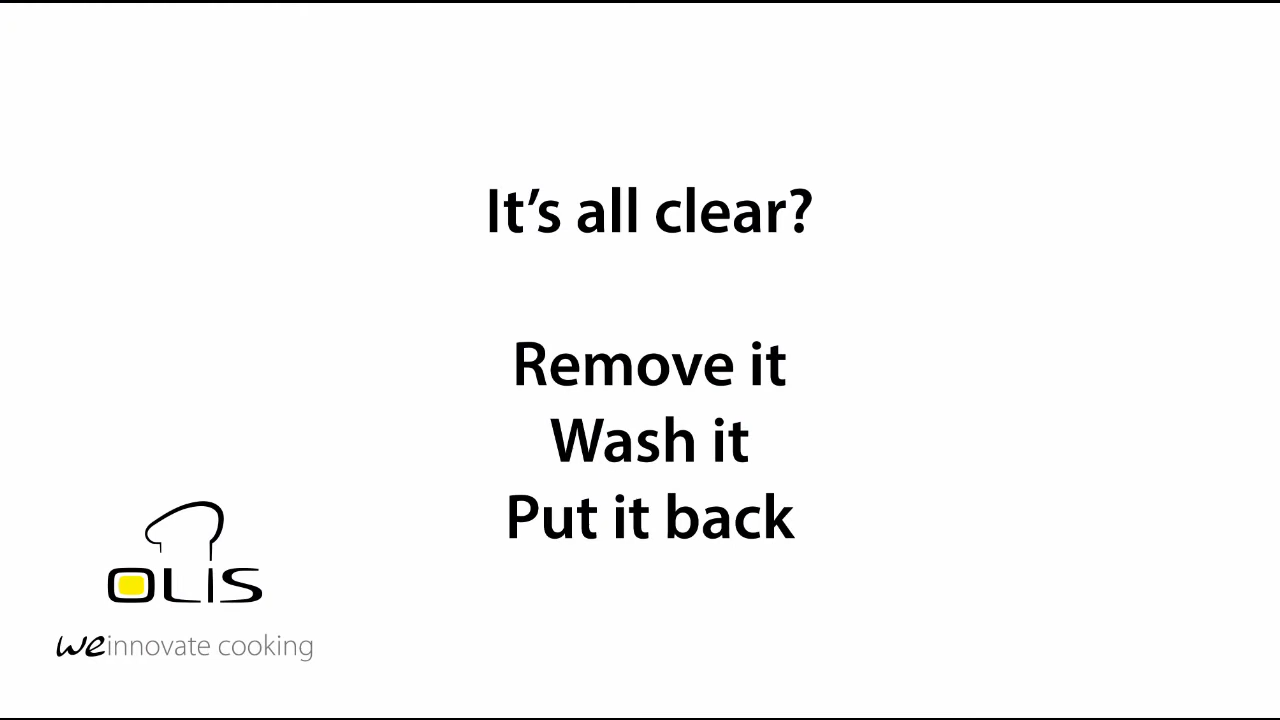 It’s all clear?
Remove it
Wash it
Put it back
OLIS
weinnovate cooking